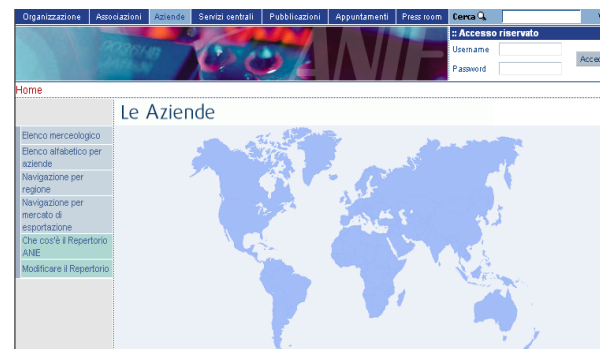 Organizzazione Associazioni Aziende Servizi centrali Pubblicazioni Appuntamenti Press room Cerca
:: Accesso riservato
Username
Password
ANIE
Home
Le Aziende
Elenco merceologico
Elenco alfabetico per
aziende
Navigazione per
regione
Navigazione per
mercato di
esportazione
Che cos'è il Repertorio
ANIE
Modificare il Repertorio